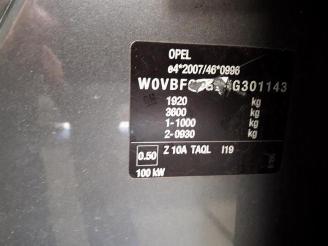 OPEL
e4*2007/46*0996
1920 kg
3600 kg
1-1000 kg
2-0930 kg
0.50 Z 10A TAQL I19
100 kW